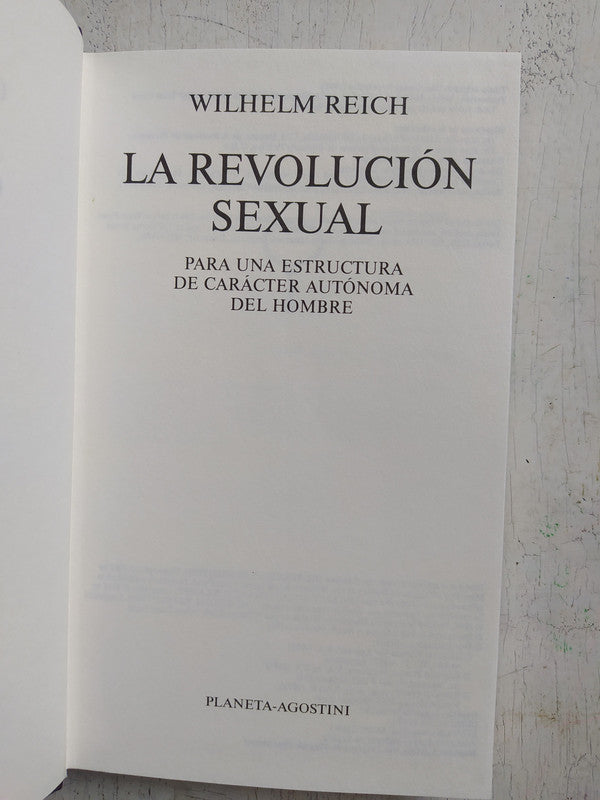 WILHELM REICH
LA REVOLUCIÓN
SEXUAL
PARA UNA ESTRUCTURA
DE CARÁCTER AUTÓNOMA
DEL HOMBRE
PLANETA-AGOSTINI